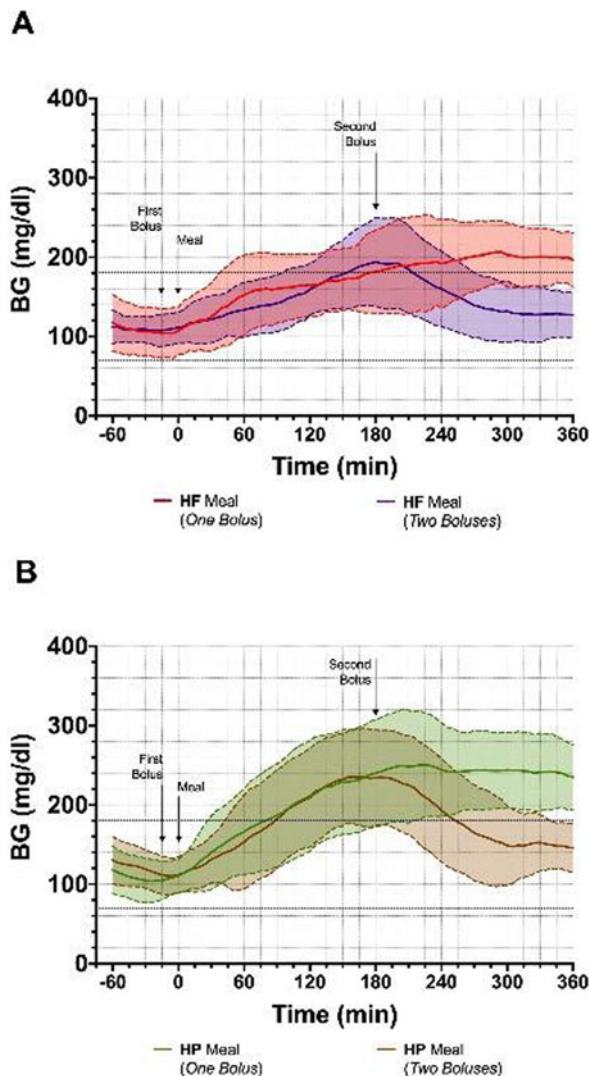 A
400
300
200
100
0
BG (mg/dl)
First
Bolus
Meal
Second
Bolus
-60 0 60 120 180 240 300 360
Time (min)
HF Meal
(One Bolus)
HF Meal
(Two Boluses)
B
400
300
200
100
0
BG (mg/dl)
First
Bolus
Meal
Second
Bolus
-60 0 60 120 180 240 300 360
Time (min)
HP Meal
(One Bolus)
HP Meal
(Two Boluses)